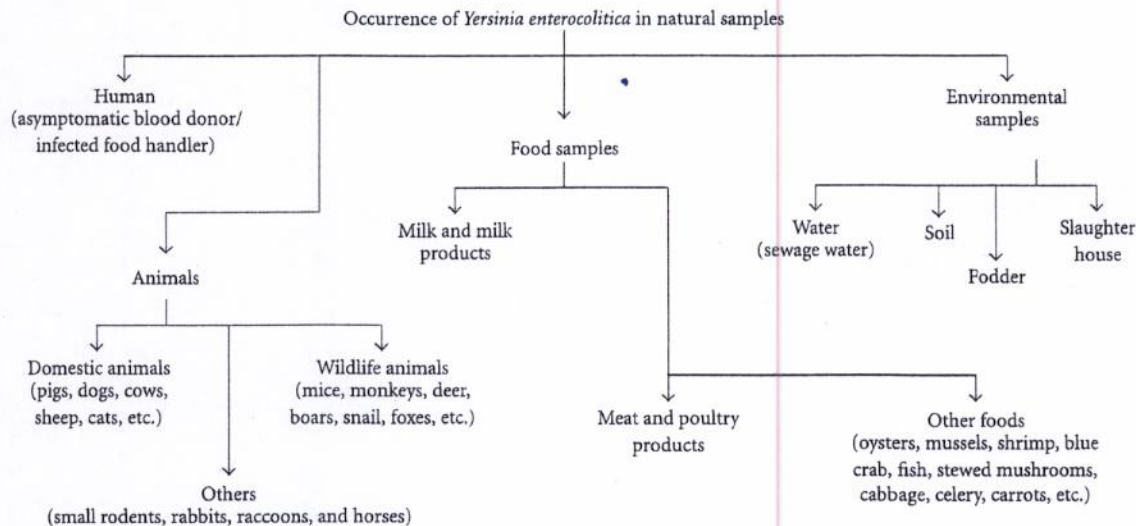 Occurrence of Yersinia enterocolitica in natural samples
Human
(asymptomatic blood donor/
infected food handler)
Environmental
samples
Food samples
Milk and milk
products
Water
(sewage water)
Soil
Slaughter
house
Fodder
Animals
Domestic animals
(pigs, dogs, cows,
sheep, cats, etc.)
Wildlife animals
(mice, monkeys, deer,
boars, snail, foxes, etc.)
Meat and poultry
products
Other foods
(oysters, mussels, shrimp, blue
crab, fish, stewed mushrooms,
cabbage, celery, carrots, etc.)
Others
(small rodents, rabbits, raccoons, and horses)